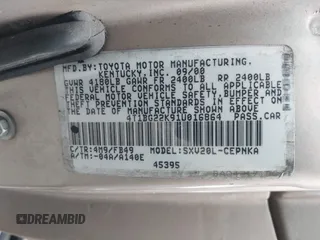 MFD.BY:TOYOTA MOTOR MANUFACTURING,
KENTUCKY,INC. 09/00
GVWR 4180LB GAWR FR 2400LB RP 2400LB
THIS VEHICLE CONFORMS TO ALL APPLICABLE
FEDERAL MOTOR VEHICLE SAFETY, BUMPER, AND
THEFT PREVENTION STANDARDS IN EFFECT ON
THE DATE OF MANUFACTURE SHOWN ABOVE.
4T1BG22K91U016864 PASS.CAR
C/TR:4M9/FB49 MODEL:SXV20L-CEPNKA
A/TM:-04A/A140E
45395